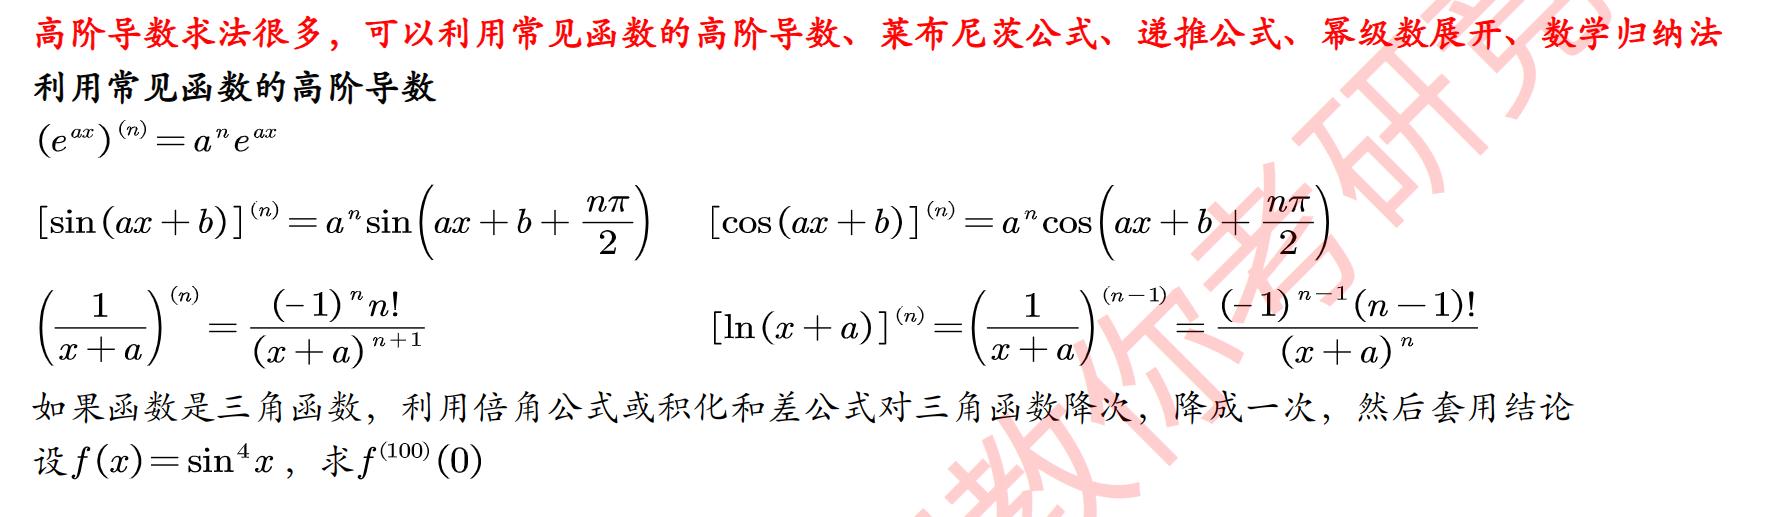 高阶导数求法很多，可以利用常见函数的高阶导数、莱布尼茨公式、递推公式、幂级数展开、数学归纳法
利用常见函数的高阶导数
$(e^{ax})^{(n)} = a^n e^{ax}$
$[\sin(ax+b)]^{(n)} = a^n \sin\left(ax+b+\frac{n\pi}{2}\right)$ $[\cos(ax+b)]^{(n)} = a^n \cos\left(ax+b+\frac{n\pi}{2}\right)$
$\left(\frac{1}{x+a}\right)^{(n)} = \frac{(-1)^n n!}{(x+a)^{n+1}}$ $[\ln(x+a)]^{(n)} = \left(\frac{1}{x+a}\right)^{(n-1)} = \frac{(-1)^{n-1}(n-1)!}{(x+a)^n}$
如果函数是三角函数，利用倍角公式或积化和差公式对三角函数降次，降成一次，然后套用结论
设$f(x)=\sin^4 x$，求$f^{(100)}(0)$
教你考研